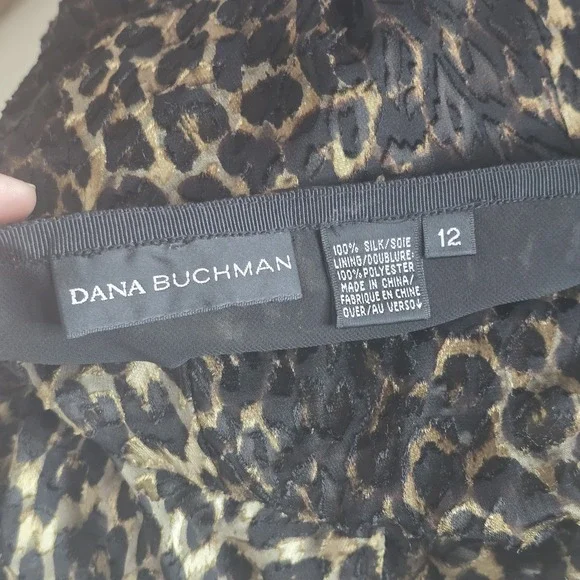 DANA BUCHMAN
100% SILK/SOIE
LINING/DOUBLURE:
100% POLYESTER
MADE IN CHINA/
FABRIQUE EN CHINE
OVER/AU VERSO↓
12